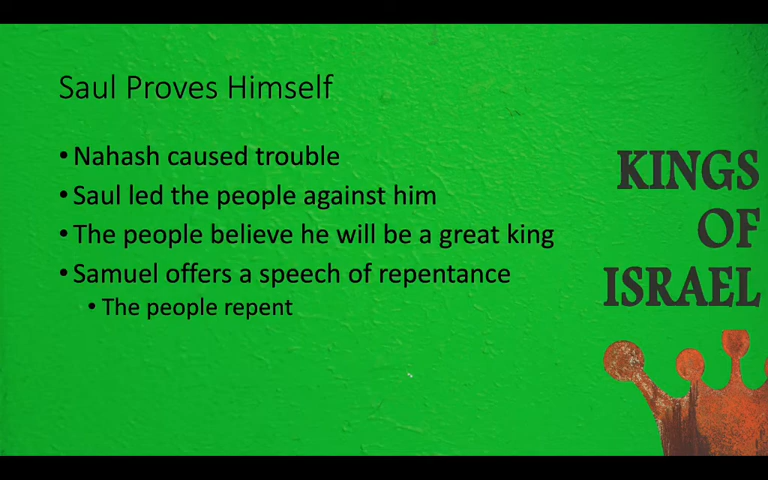 Saul Proves Himself
• Nahash caused trouble
• Saul led the people against him
• The people believe he will be a great king
• Samuel offers a speech of repentance
• The people repent
KINGS
OF
ISRAEL